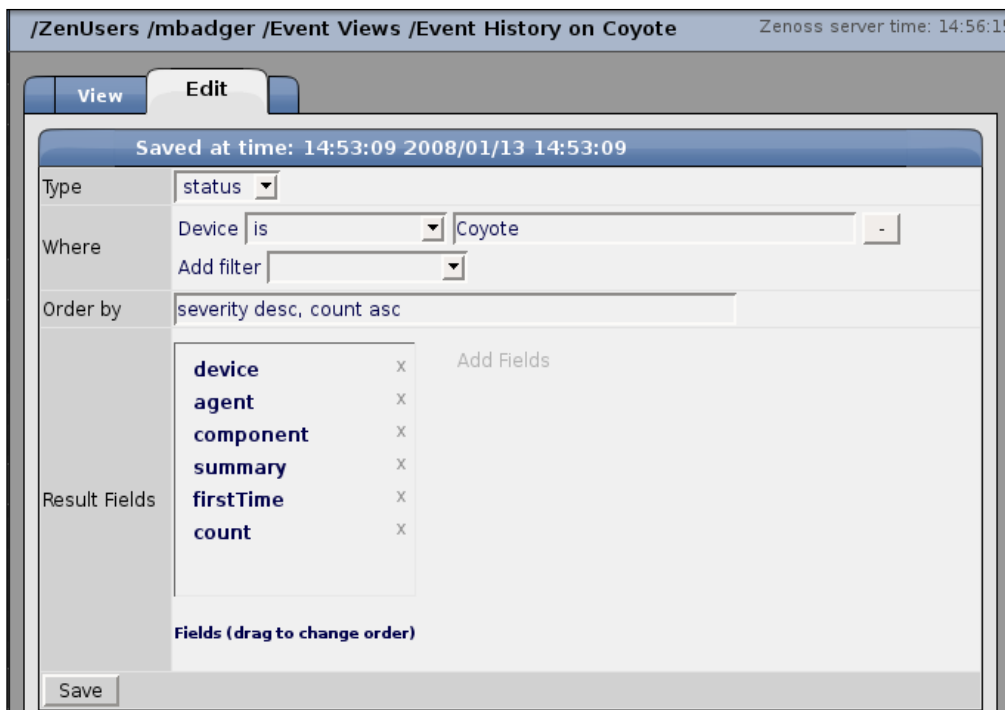 /ZenUsers /mbadger /Event Views /Event History on Coyote Zenoss server time: 14:56:15
View Edit
Saved at time: 14:53:09 2008/01/13 14:53:09
Type status
Where Device is Coyote -
Add filter
Order by severity desc, count asc
Result Fields
device x
agent x
component x
summary x
firstTime x
count x
Add Fields
Fields (drag to change order)
Save